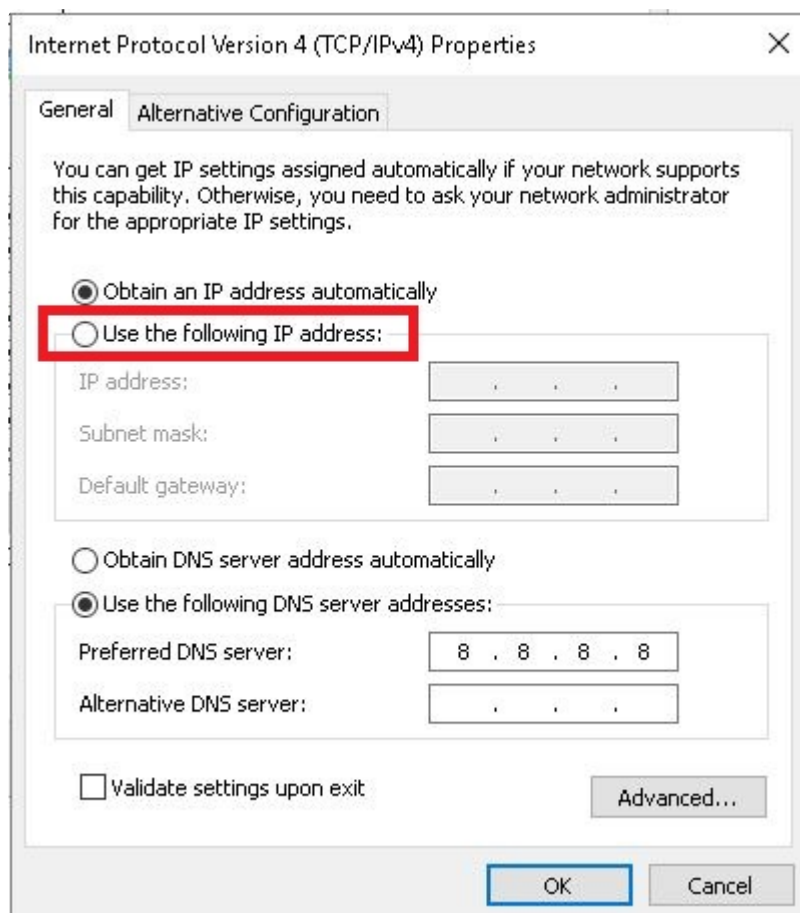 Internet Protocol Version 4 (TCP/IPv4) Properties
General
Alternative Configuration
You can get IP settings assigned automatically if your network supports
this capability. Otherwise, you need to ask your network administrator
for the appropriate IP settings.
Obtain an IP address automatically
Use the following IP address:
IP address:
. . .
Subnet mask:
. . .
Default gateway:
. . .
Obtain DNS server address automatically
Use the following DNS server addresses:
Preferred DNS server:
8 . 8 . 8 . 8
Alternative DNS server:
. . .
Validate settings upon exit
Advanced...
OK
Cancel